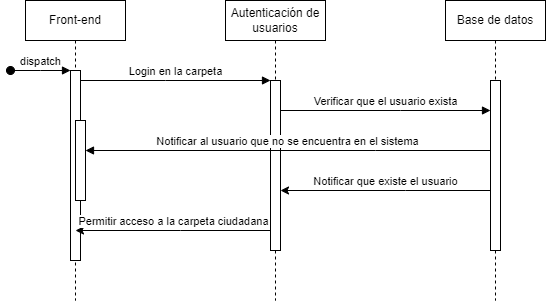 Front-end
Autenticación de
usuarios
Base de datos
dispatch
Login en la carpeta
Verificar que el usuario exista
Notificar al usuario que no se encuentra en el sistema
Notificar que existe el usuario
Permitir acceso a la carpeta ciudadana